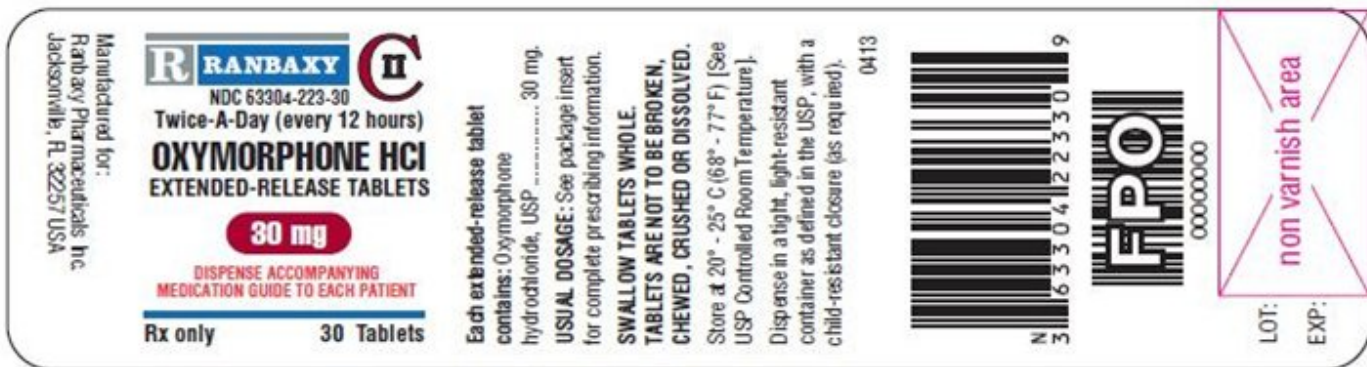 Manufactured for:
Ranbaxy Pharmaceuticals Inc.
Jacksonville, FL 32257 USA
R RANBAXY
CII
NDC 63304-223-30
Twice-A-Day (every 12 hours)
OXYMORPHONE HCl
EXTENDED-RELEASE TABLETS
30 mg
DISPENSE ACCOMPANYING
MEDICATION GUIDE TO EACH PATIENT
Rx only 30 Tablets
Each extended-release tablet
contains: Oxymorphone
hydrochloride, USP ................ 30 mg.
USUAL DOSAGE: See package insert
for complete prescribing information.
SWALLOW TABLETS WHOLE.
TABLETS ARE NOT TO BE BROKEN,
CHEWED, CRUSHED OR DISSOLVED.
Store at 20° - 25° C (68° - 77° F) [See
USP Controlled Room Temperature].
Dispense in a tight, light-resistant
container as defined in the USP, with a
child-resistant closure (as required).
0413
N
3 63304 22330 9
FPO
00000000
non varnish area
LOT:
EXP: